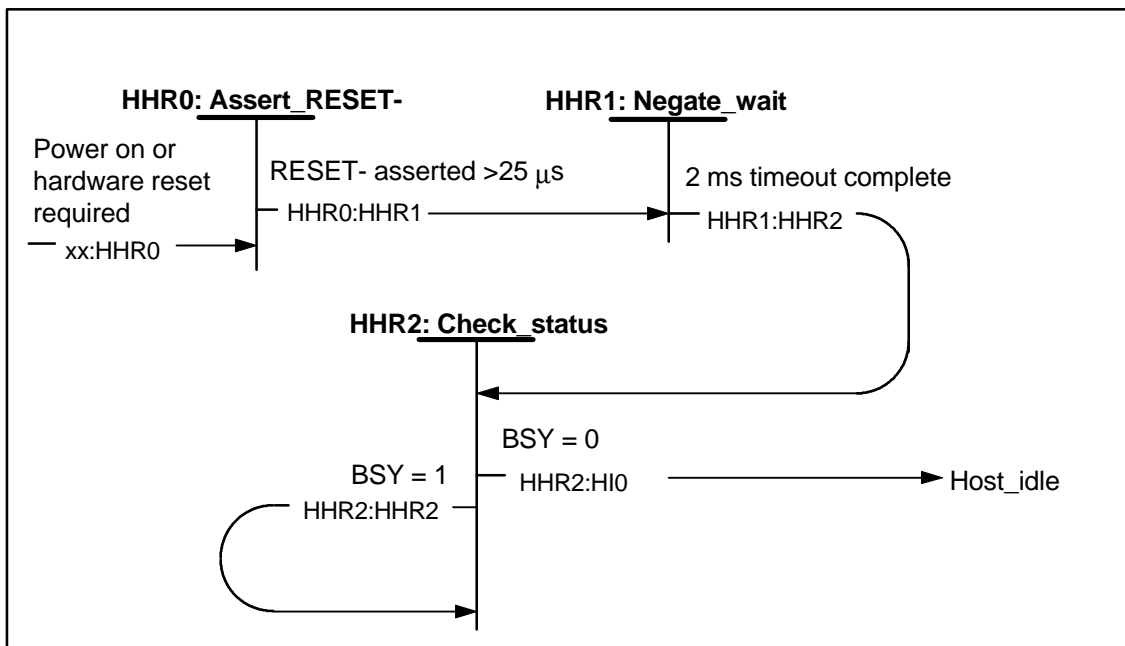 HHR0: Assert_RESET-
HHR1: Negate_wait
Power on or
hardware reset
required
xx:HHR0
RESET- asserted >25 μs
HHR0:HHR1
2 ms timeout complete
HHR1:HHR2
HHR2: Check_status
BSY = 0
HHR2:HI0
Host_idle
BSY = 1
HHR2:HHR2